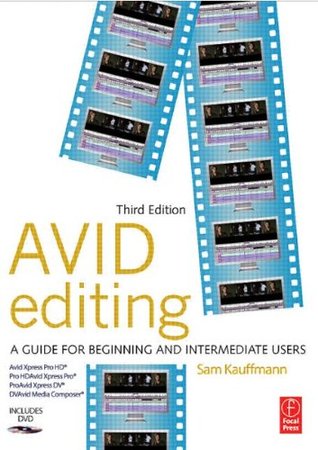 Third Edition
AVID
editing
A GUIDE FOR BEGINNING AND INTERMEDIATE USERS
Sam Kauffmann
Avid Xpress Pro HD*
Pro HDAvid Xpress Pro*
ProAvid Xpress DV*
DVAvid Media Composer*
INCLUDES
DVD
Focal
Press